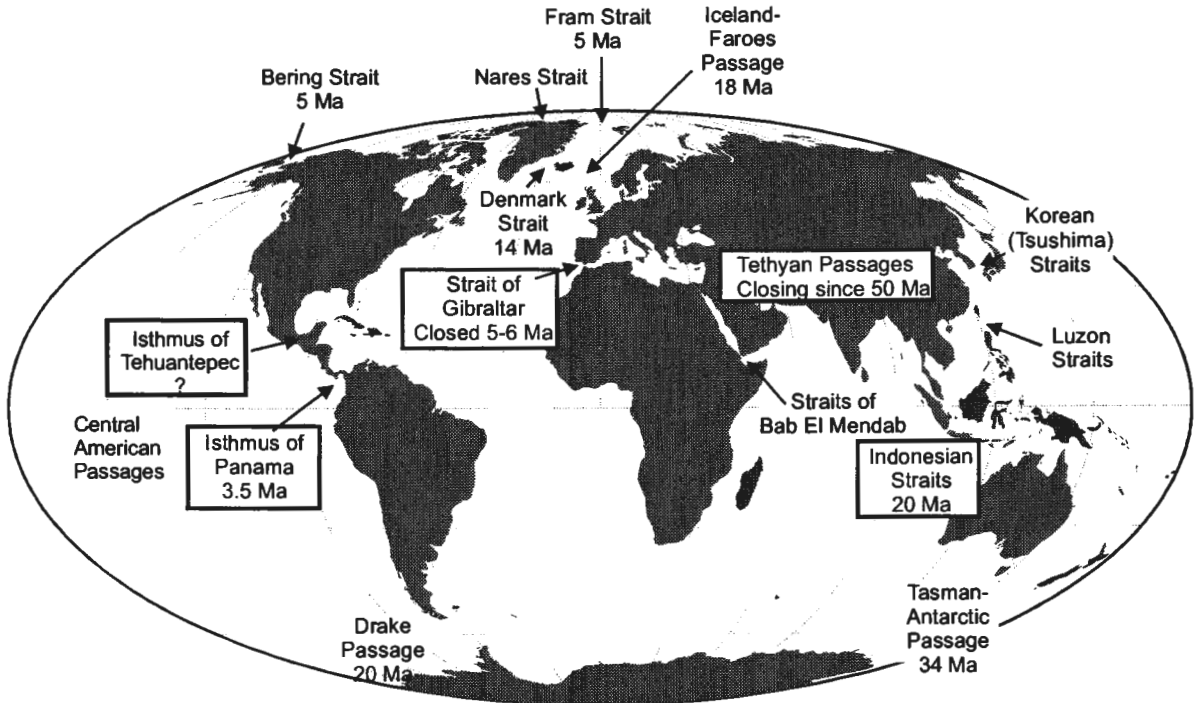 Fram Strait
5 Ma
Iceland-
Faroes
Passage
18 Ma
Bering Strait
5 Ma
Nares Strait
Denmark
Strait
14 Ma
Korean
(Tsushima)
Straits
Tethyan Passages
Closing since 50 Ma
Strait of
Gibraltar
Closed 5-6 Ma
Isthmus of
Tehuantepec
?
Luzon
Straits
Straits of
Bab El Mendab
Central
American
Passages
Isthmus of
Panama
3.5 Ma
Indonesian
Straits
20 Ma
Drake
Passage
20 Ma
Tasman-
Antarctic
Passage
34 Ma